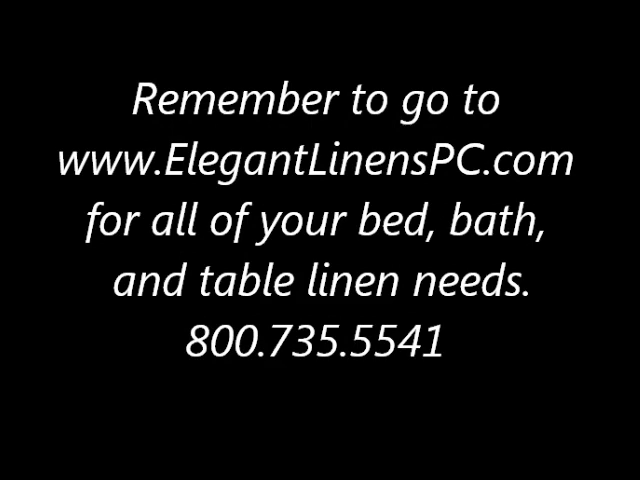 Remember to go to
www.ElegantLinensPC.com
for all of your bed, bath,
and table linen needs.
800.735.5541